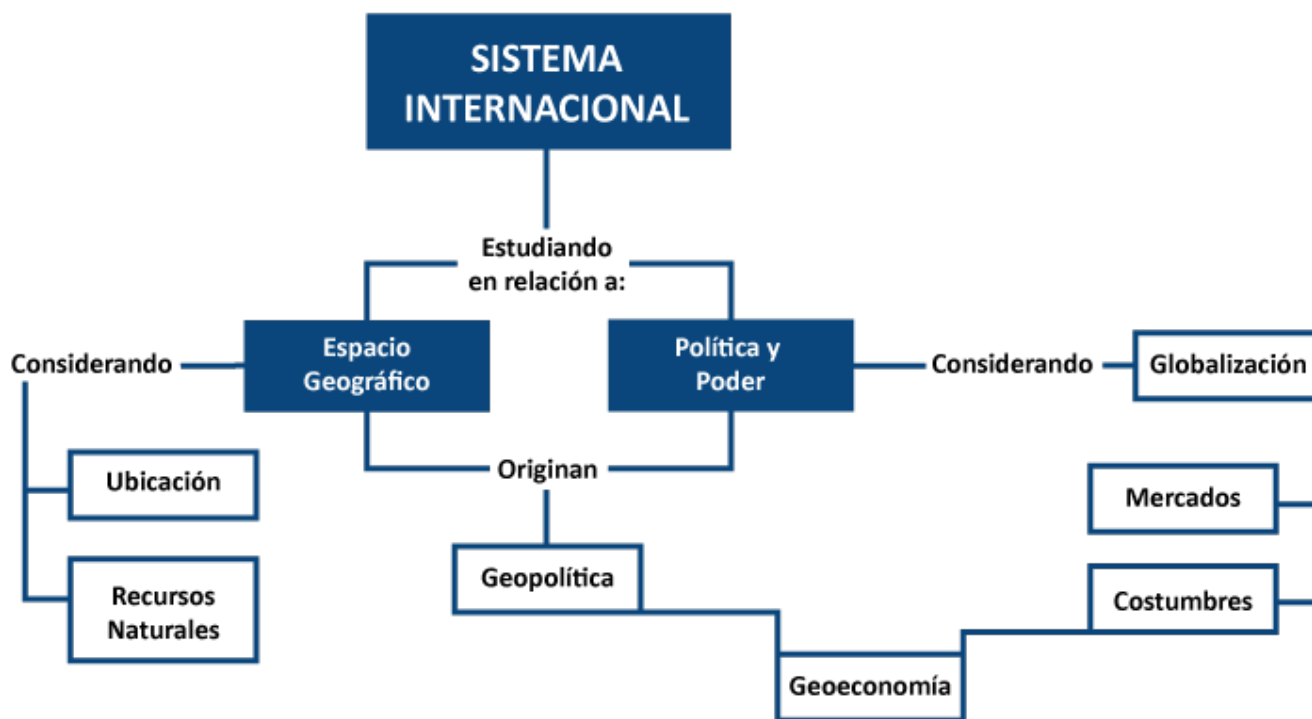 SISTEMA
INTERNACIONAL
Estudiando
en relación a:
Considerando
Espacio
Geográfico
Política y
Poder
Considerando
Globalización
Ubicación
Originan
Mercados
Recursos
Naturales
Geopolítica
Costumbres
Geoeconomía